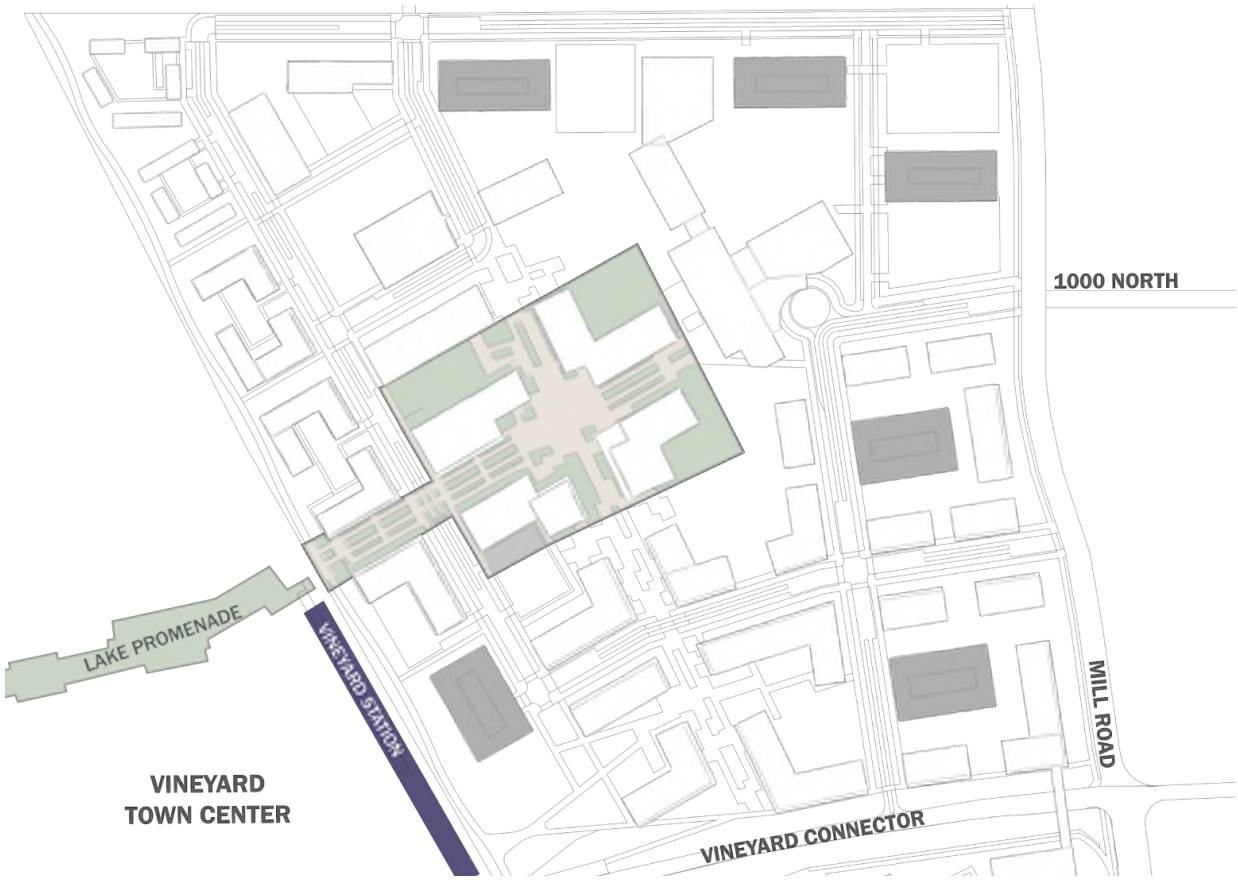 1000 NORTH
LAKE PROMENADE
VINEYARD STATION
MILL ROAD
VINEYARD
TOWN CENTER
VINEYARD CONNECTOR